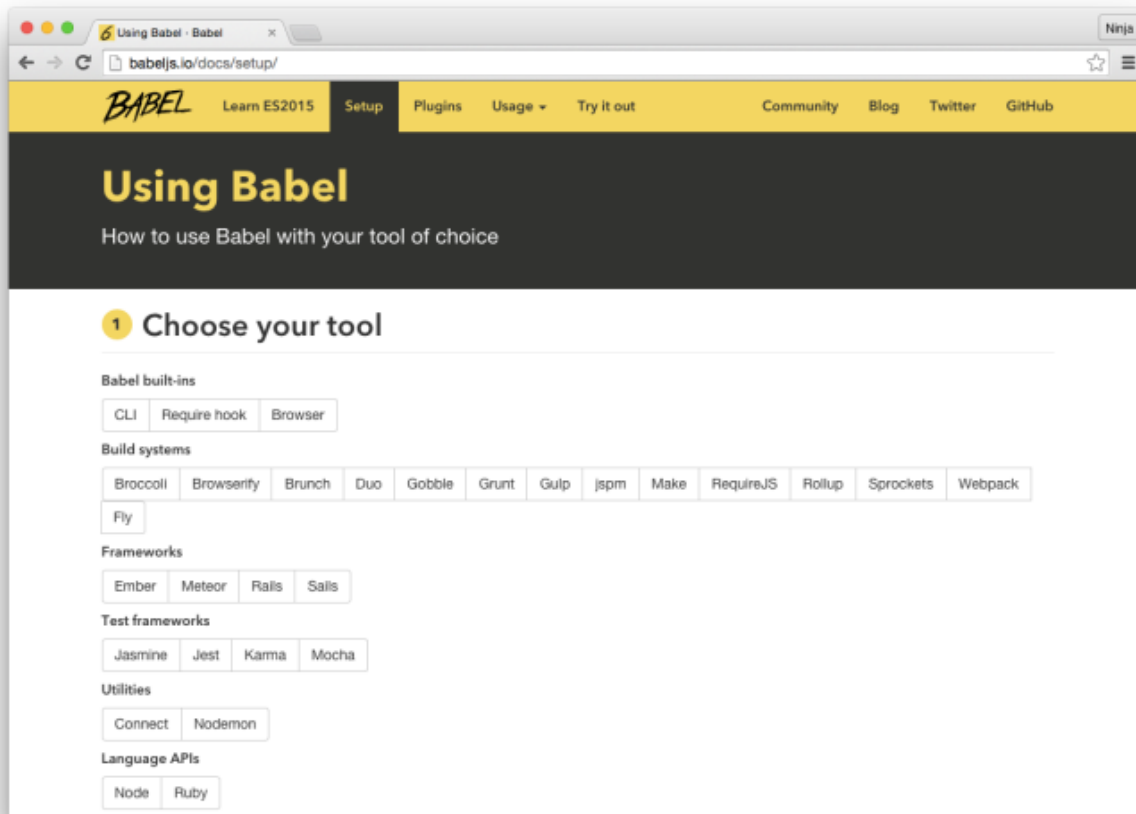 6 Using Babel · Babel
Ninja
babeljs.io/docs/setup/
BABEL Learn ES2015 Setup Plugins Usage Try it out Community Blog Twitter GitHub
Using Babel
How to use Babel with your tool of choice
1 Choose your tool
Babel built-ins
CLI Require hook Browser
Build systems
Broccoli Browserify Brunch Duo Gobble Grunt Gulp jspm Make RequireJS Rollup Sprockets Webpack
Fly
Frameworks
Ember Meteor Rails Sails
Test frameworks
Jasmine Jest Karma Mocha
Utilities
Connect Nodemon
Language APIs
Node Ruby